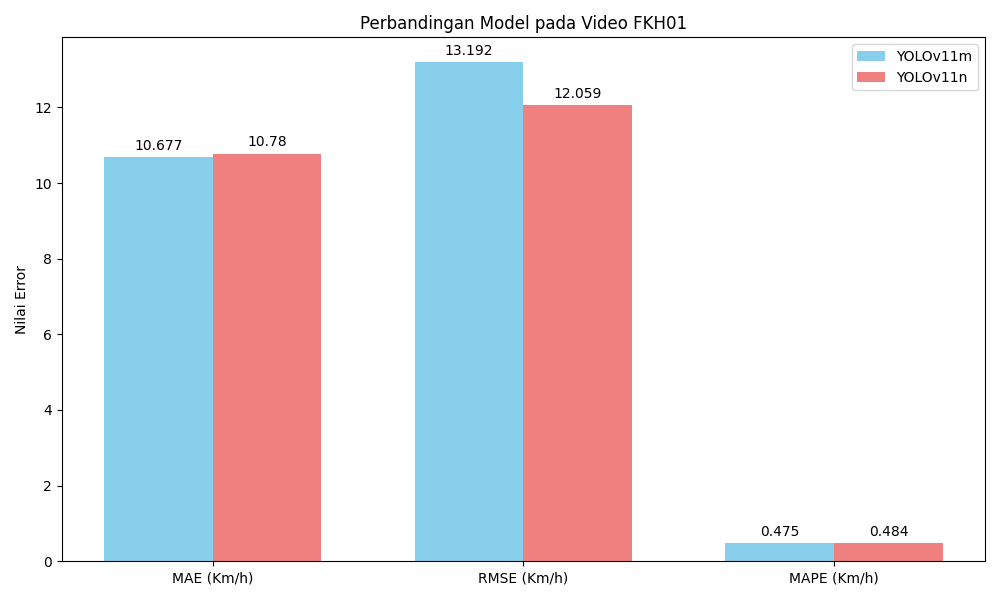 Perbandingan Model pada Video FKH01
YOLOv11m
YOLOv11n
13.192
12.059
10.677
10.78
0.475
0.484
Nilai Error
12
10
8
6
4
2
0
MAE (Km/h)
RMSE (Km/h)
MAPE (Km/h)